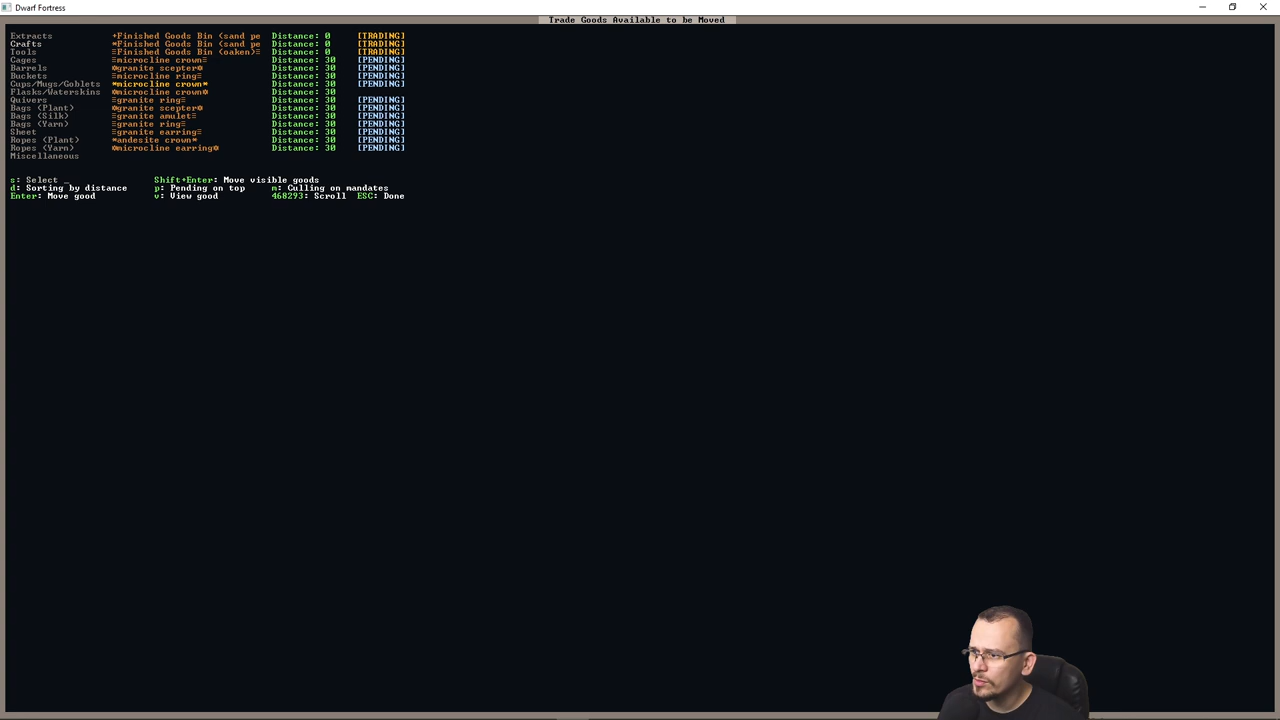 Dwarf Fortress
Trade Goods Available to be Moved
Extracts +Finished Goods Bin (sand pe Distance: 0 [TRADING]
Crafts *Finished Goods Bin (sand pe Distance: 0 [TRADING]
Tools ≡Finished Goods Bin (oaken)≡ Distance: 0 [TRADING]
Cages ≡microcline crown≡ Distance: 30 [PENDING]
Barrels ☼granite scepter☼ Distance: 30 [PENDING]
Buckets ≡microcline ring≡ Distance: 30 [PENDING]
Cups/Mugs/Goblets *microcline crown* Distance: 30 [PENDING]
Flasks/Waterskins ☼microcline crown☼ Distance: 30
Quivers ≡granite ring≡ Distance: 30 [PENDING]
Bags (Plant) ☼granite scepter☼ Distance: 30 [PENDING]
Bags (Silk) ≡granite amulet≡ Distance: 30 [PENDING]
Bags (Yarn) ≡granite ring≡ Distance: 30 [PENDING]
Sheet ≡granite earring≡ Distance: 30 [PENDING]
Ropes (Plant) *andesite crown* Distance: 30 [PENDING]
Ropes (Yarn) ☼microcline earring☼ Distance: 30 [PENDING]
Miscellaneous
s: Select _ Shift+Enter: Move visible goods
d: Sorting by distance p: Pending on top m: Culling on mandates
Enter: Move good v: View good 468293: Scroll ESC: Done